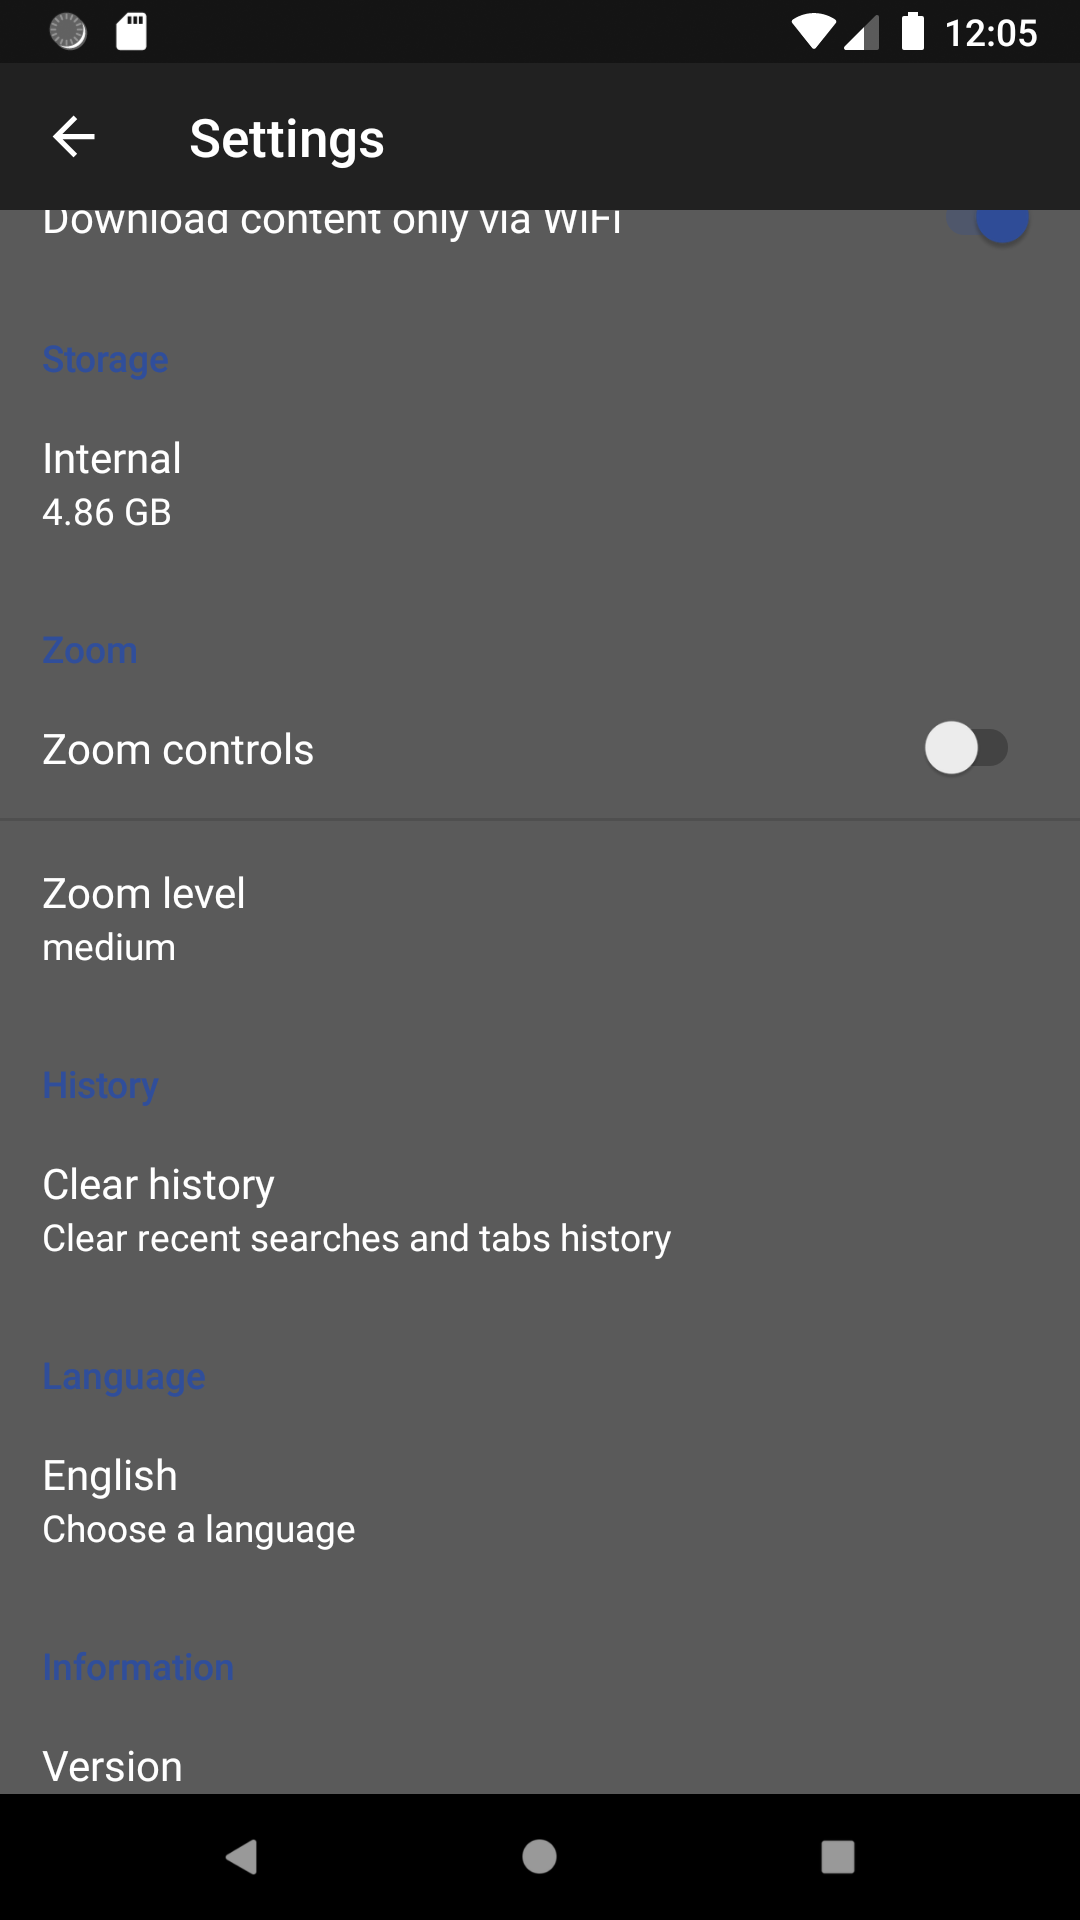 12:05
Settings
Download content only via WiFi
Storage
Internal
4.86 GB
Zoom
Zoom controls
Zoom level
medium
History
Clear history
Clear recent searches and tabs history
Language
English
Choose a language
Information
Version